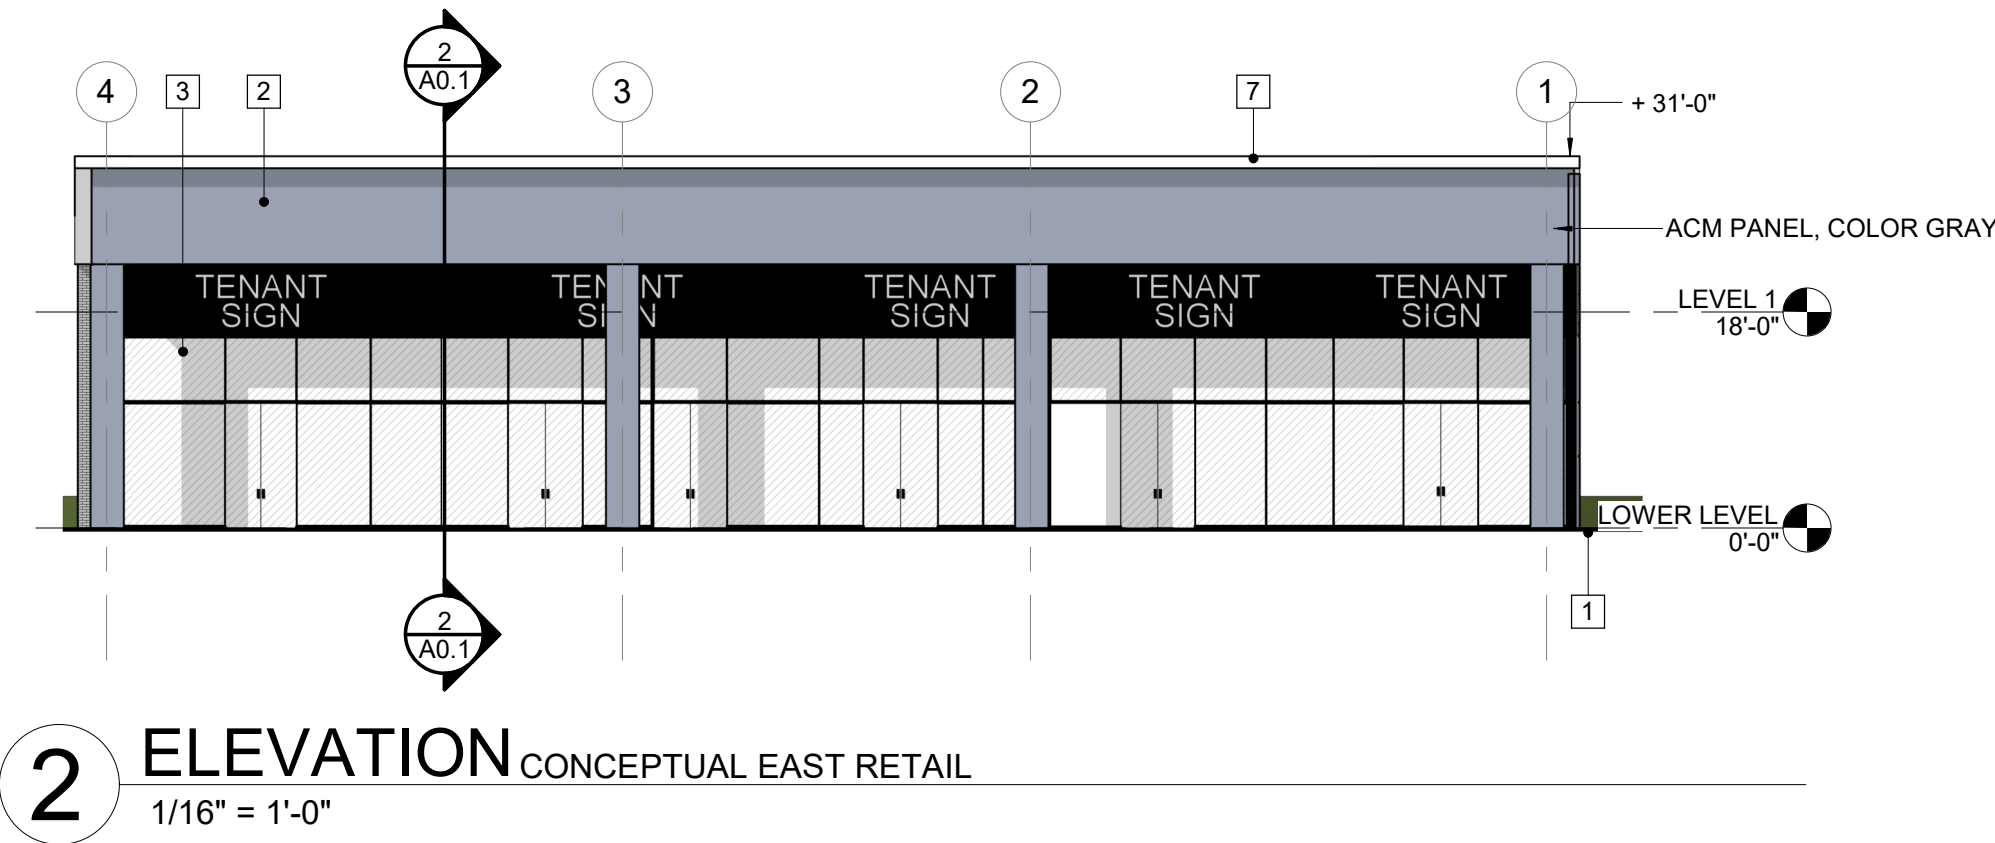 2
A0.1
4
3
2
3
2
7
1
+ 31'-0"
ACM PANEL, COLOR GRAY
TENANT
SIGN
TENANT
SIGN
TENANT
SIGN
TENANT
SIGN
TENANT
SIGN
LEVEL 1
18'-0"
LOWER LEVEL
0'-0"
1
2
A0.1
2
ELEVATION CONCEPTUAL EAST RETAIL
1/16" = 1'-0"